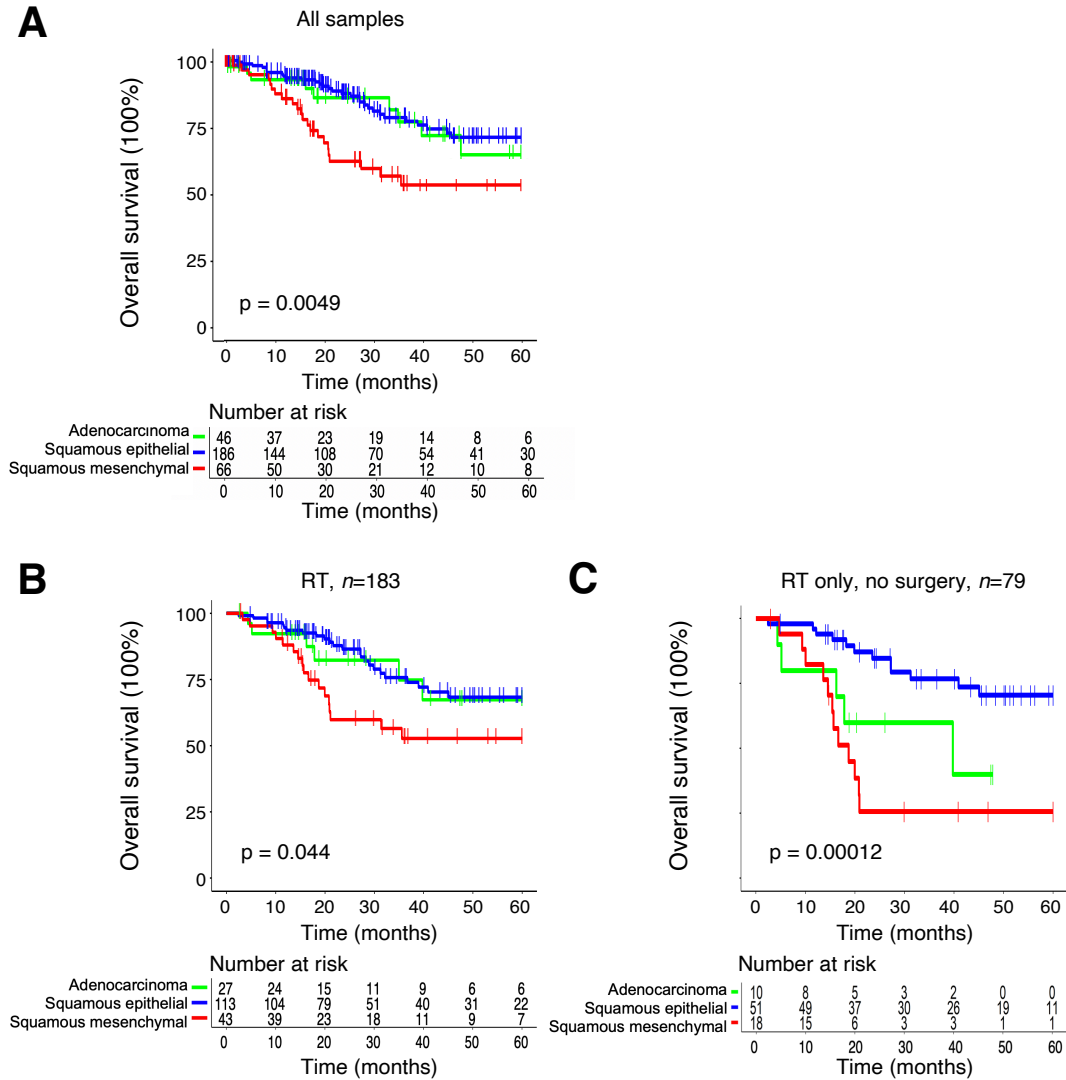 A
All samples
Overall survival (100%)
100
75
50
25
0
p = 0.0049
0 10 20 30 40 50 60
Time (months)
Number at risk
Adenocarcinoma 46 37 23 19 14 8 6
Squamous epithelial 186 144 108 70 54 41 30
Squamous mesenchymal 66 50 30 21 12 10 8
0 10 20 30 40 50 60
Time (months)
B
RT, n=183
Overall survival (100%)
100
75
50
25
0
p = 0.044
0 10 20 30 40 50 60
Time (months)
Number at risk
Adenocarcinoma 27 24 15 11 9 6 6
Squamous epithelial 113 104 79 51 40 31 22
Squamous mesenchymal 43 39 23 18 11 9 7
0 10 20 30 40 50 60
Time (months)
C
RT only, no surgery, n=79
Overall survival (100%)
p = 0.00012
0 10 20 30 40 50 60
Time (months)
Number at risk
Adenocarcinoma 10 8 5 3 2 0 0
Squamous epithelial 51 49 37 30 26 19 11
Squamous mesenchymal 18 15 6 3 3 1 1
0 10 20 30 40 50 60
Time (months)